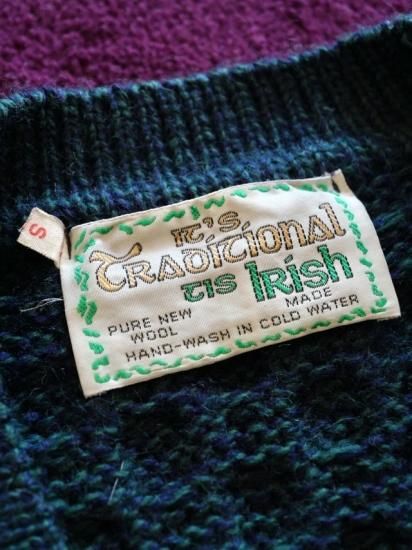 IT'S
TRADITIONAL
TIS IRISH
PURE NEW MADE
WOOL
HAND-WASH IN COLD WATER
S